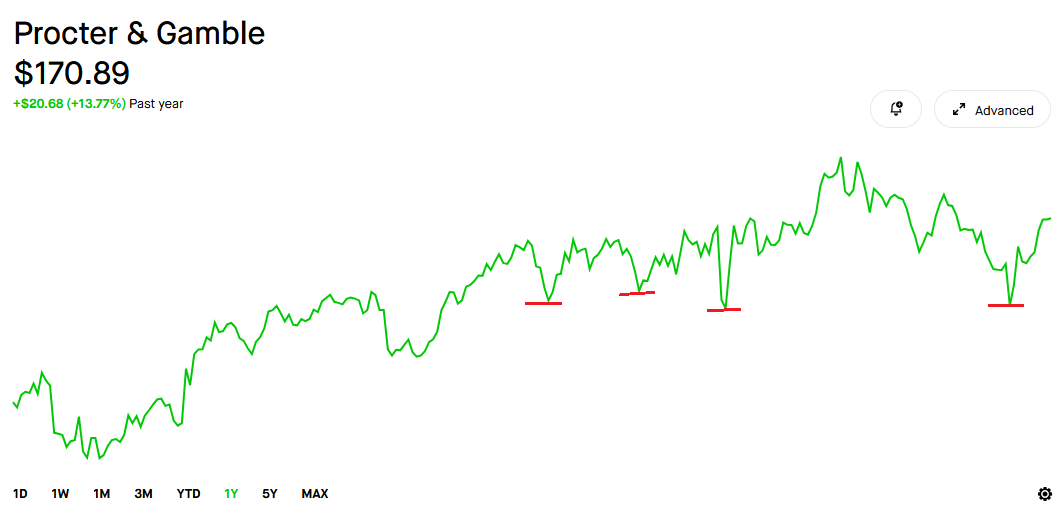 Procter & Gamble
$170.89
+$20.68 (+13.77%) Past year
Advanced
1D 1W 1M 3M YTD 1Y 5Y MAX